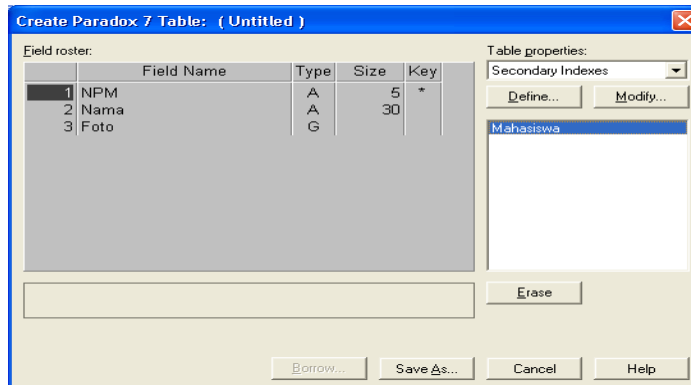 Create Paradox 7 Table: ( Untitled )
Field roster:
Field Name Type Size Key
1 NPM A 5 *
2 Nama A 30
3 Foto G
Table properties:
Secondary Indexes
Define... Modify...
Mahasiswa
Erase
Borrow... Save As... Cancel Help